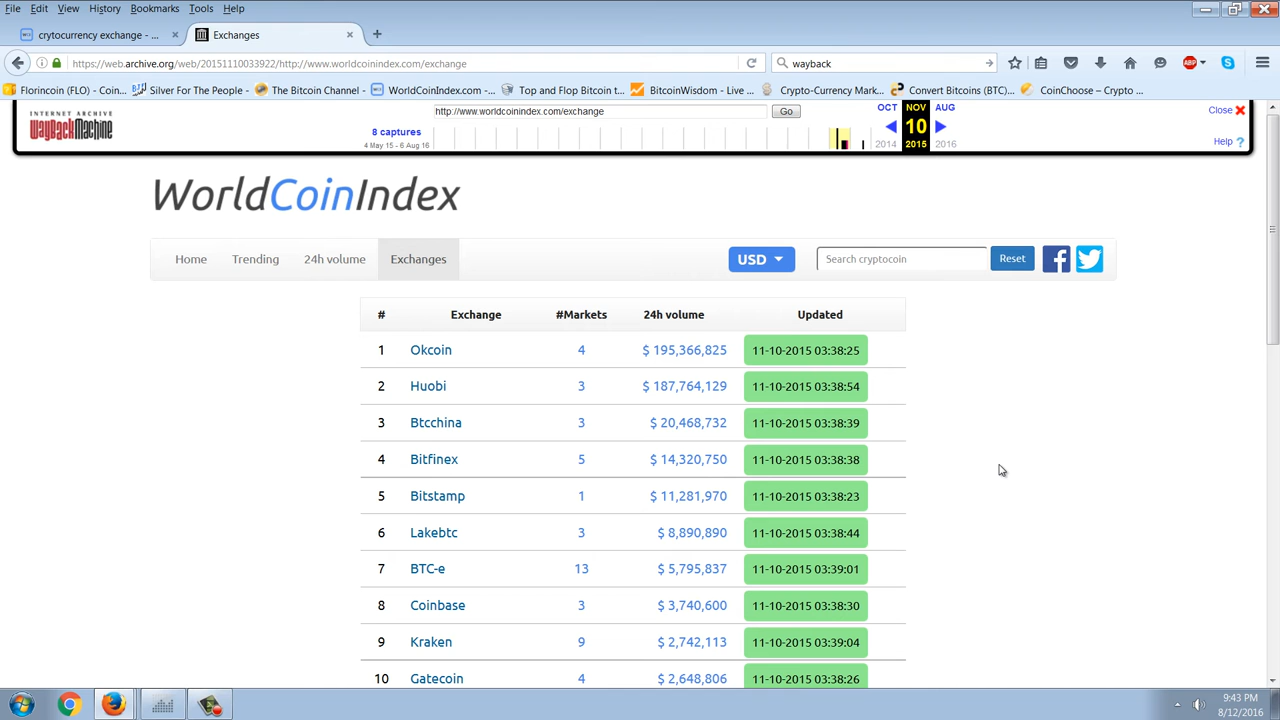 File Edit View History Bookmarks Tools Help
crytocurrency exchange - ... × Exchanges × +
https://web.archive.org/web/20151110033922/http://www.worldcoinindex.com/exchange wayback ABP
Florincoin (FLO) - Coin... Silver For The People - The Bitcoin Channel - WorldCoinIndex.com -... Top and Flop Bitcoin t... BitcoinWisdom - Live ... Crypto-Currency Mark... Convert Bitcoins (BTC)... CoinChoose – Crypto ...
INTERNET ARCHIVE
WayBackMachine
http://www.worldcoinindex.com/exchange Go
8 captures
4 May 15 - 6 Aug 16
OCT NOV AUG
10
2014 2015 2016
Close
Help ?
WorldCoinIndex
Home Trending 24h volume Exchanges USD Search cryptocoin Reset
# Exchange #Markets 24h volume Updated
1 Okcoin 4 $ 195,366,825 11-10-2015 03:38:25
2 Huobi 3 $ 187,764,129 11-10-2015 03:38:54
3 Btcchina 3 $ 20,468,732 11-10-2015 03:38:39
4 Bitfinex 5 $ 14,320,750 11-10-2015 03:38:38
5 Bitstamp 1 $ 11,281,970 11-10-2015 03:38:23
6 Lakebtc 3 $ 8,890,890 11-10-2015 03:38:44
7 BTC-e 13 $ 5,795,837 11-10-2015 03:39:01
8 Coinbase 3 $ 3,740,600 11-10-2015 03:38:30
9 Kraken 9 $ 2,742,113 11-10-2015 03:39:04
10 Gatecoin 4 $ 2,648,806 11-10-2015 03:38:26
9:43 PM
8/12/2016